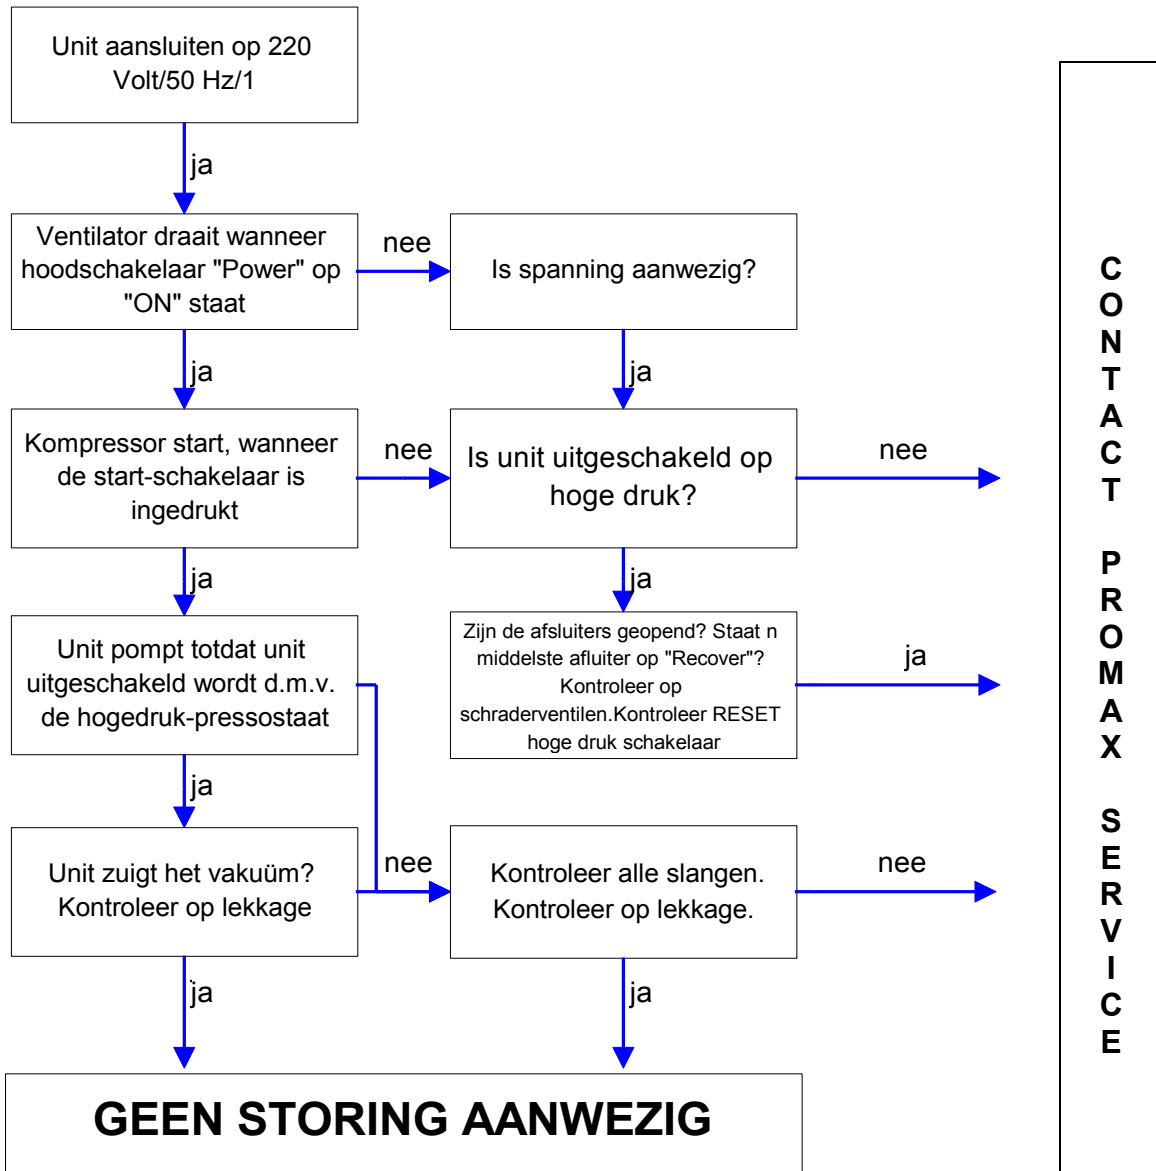 Unit aansluiten op 220
Volt/50 Hz/1
ja
Ventilator draait wanneer
hoodschakelaar "Power" op
"ON" staat
nee
Is spanning aanwezig?
ja
ja
Kompressor start, wanneer
de start-schakelaar is
ingedrukt
nee
Is unit uitgeschakeld op
hoge druk?
nee
ja
ja
Unit pompt totdat unit
uitgeschakeld wordt d.m.v.
de hogedruk-pressostaat
Zijn de afsluiters geopend? Staat n
middelste afluiter op "Recover"?
Kontroleer op
schraderventilen.Kontroleer RESET
hoge druk schakelaar
ja
ja
Unit zuigt het vakuüm?
Kontroleer op lekkage
nee
Kontroleer alle slangen.
Kontroleer op lekkage.
nee
ja
ja
GEEN STORING AANWEZIG
CONTACT PROMAX SERVICE